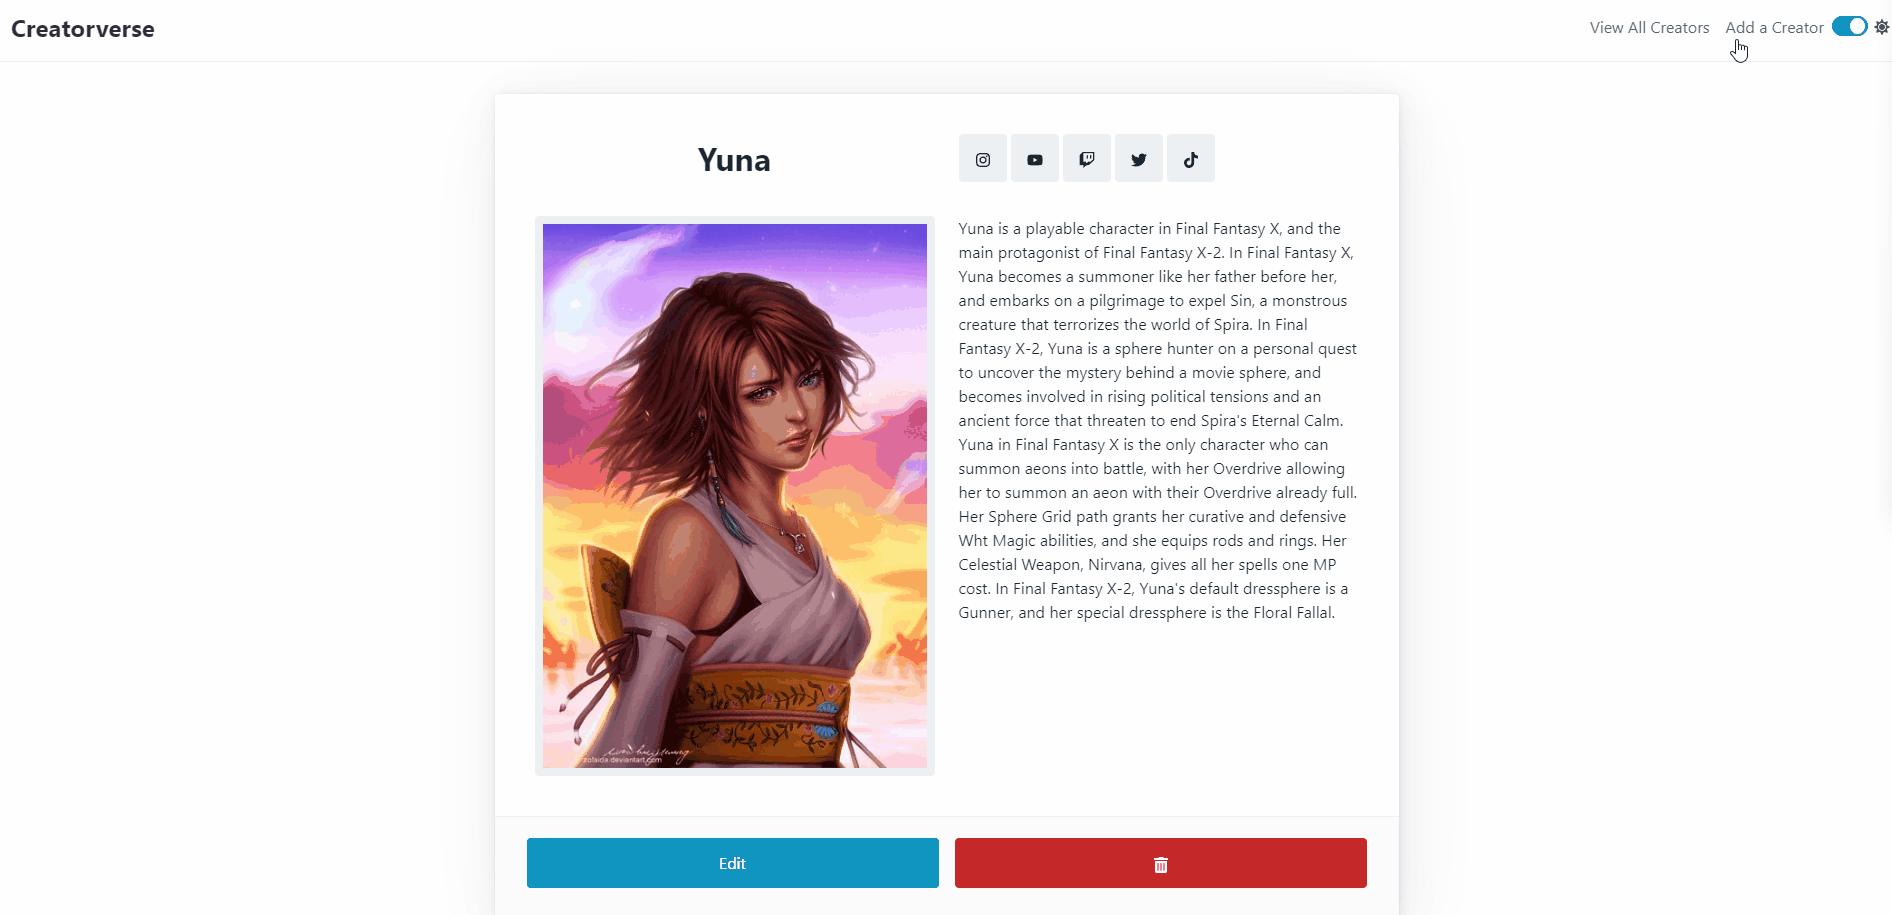 Creatorverse
View All Creators
Add a Creator
Yuna
Yuna is a playable character in Final Fantasy X, and the
main protagonist of Final Fantasy X-2. In Final Fantasy X,
Yuna becomes a summoner like her father before her,
and embarks on a pilgrimage to expel Sin, a monstrous
creature that terrorizes the world of Spira. In Final
Fantasy X-2, Yuna is a sphere hunter on a personal quest
to uncover the mystery behind a movie sphere, and
becomes involved in rising political tensions and an
ancient force that threaten to end Spira's Eternal Calm.
Yuna in Final Fantasy X is the only character who can
summon aeons into battle, with her Overdrive allowing
her to summon an aeon with their Overdrive already full.
Her Sphere Grid path grants her curative and defensive
Wht Magic abilities, and she equips rods and rings. Her
Celestial Weapon, Nirvana, gives all her spells one MP
cost. In Final Fantasy X-2, Yuna's default dressphere is a
Gunner, and her special dressphere is the Floral Fallal.
zolaida.deviantart.com
Edit